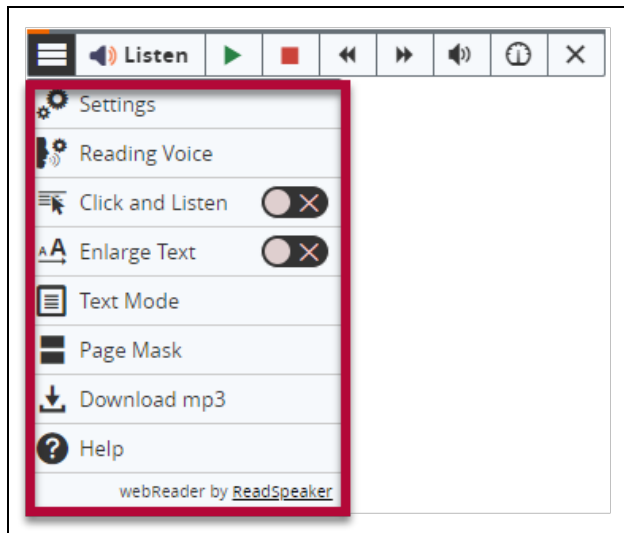 Listen
Settings
Reading Voice
Click and Listen
Enlarge Text
Text Mode
Page Mask
Download mp3
Help
webReader by ReadSpeaker